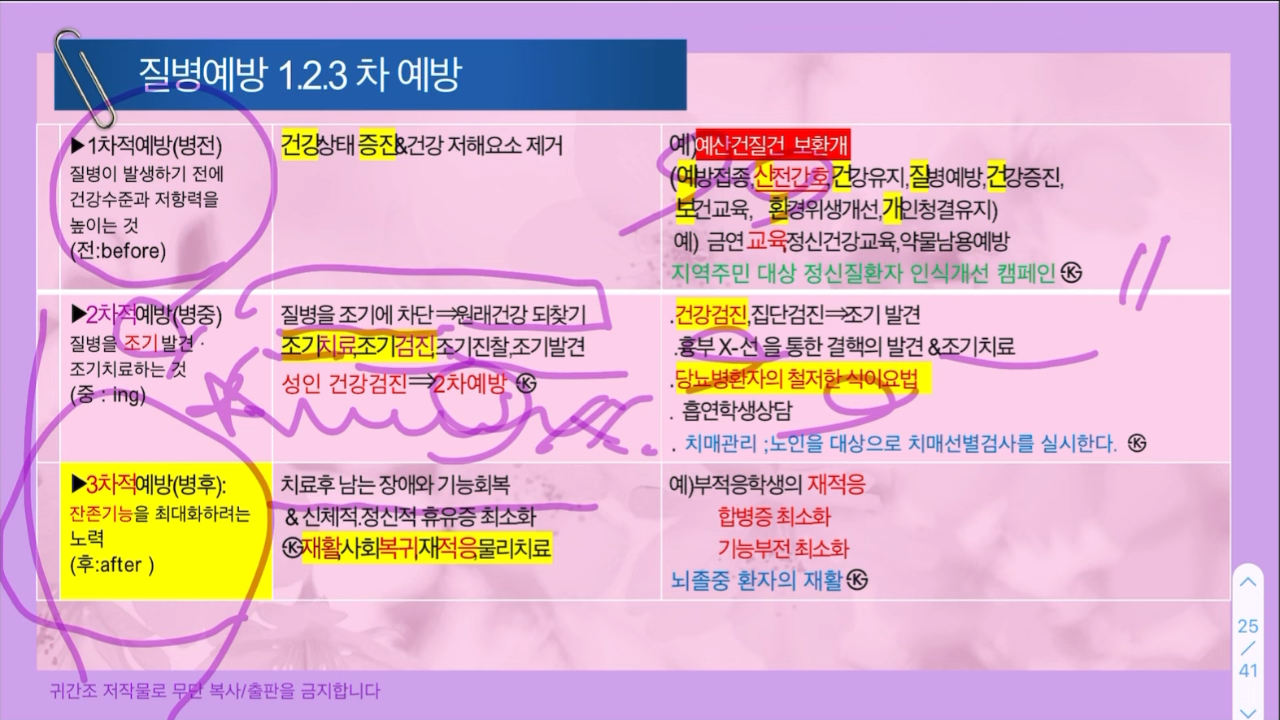 질병예방 1.2.3 차 예방
▶1차적예방(병전)
질병이 발생하기 전에
건강수준과 저항력을
높이는 것
(전:before)
건강상태 증진&건강 저해요소 제거
예)예산건질건 보환개
(예방접종,산전간호,건강유지,질병예방,건강증진,
보건교육, 환경위생개선,개인청결유지)
예) 금연 교육정신건강교육,약물남용예방
지역주민 대상 정신질환자 인식개선 캠페인 Ⓚ
▶2차적예방(병중)
질병을 조기 발견 ·
조기치료하는 것
(중 : ing)
질병을 조기에 차단⇒원래건강 되찾기
조기치료,조기검진,조기진찰,조기발견
성인 건강검진⇒2차예방 Ⓚ
.건강검진,집단검진⇒조기 발견
.흉부 X-선 을 통한 결핵의 발견 &조기치료
.당뇨병환자의 철저한 식이요법
. 흡연학생상담
. 치매관리 ;노인을 대상으로 치매선별검사를 실시한다. Ⓚ
▶3차적예방(병후):
잔존기능을 최대화하려는
노력
(후:after )
치료후 남는 장애와 기능회복
& 신체적.정신적 휴유증 최소화
Ⓚ재활사회복귀재적응물리치료
예)부적응학생의 재적응
합병증 최소화
기능부전 최소화
뇌졸중 환자의 재활Ⓚ
귀간조 저작물로 무단 복사/출판을 금지합니다
25
/
41